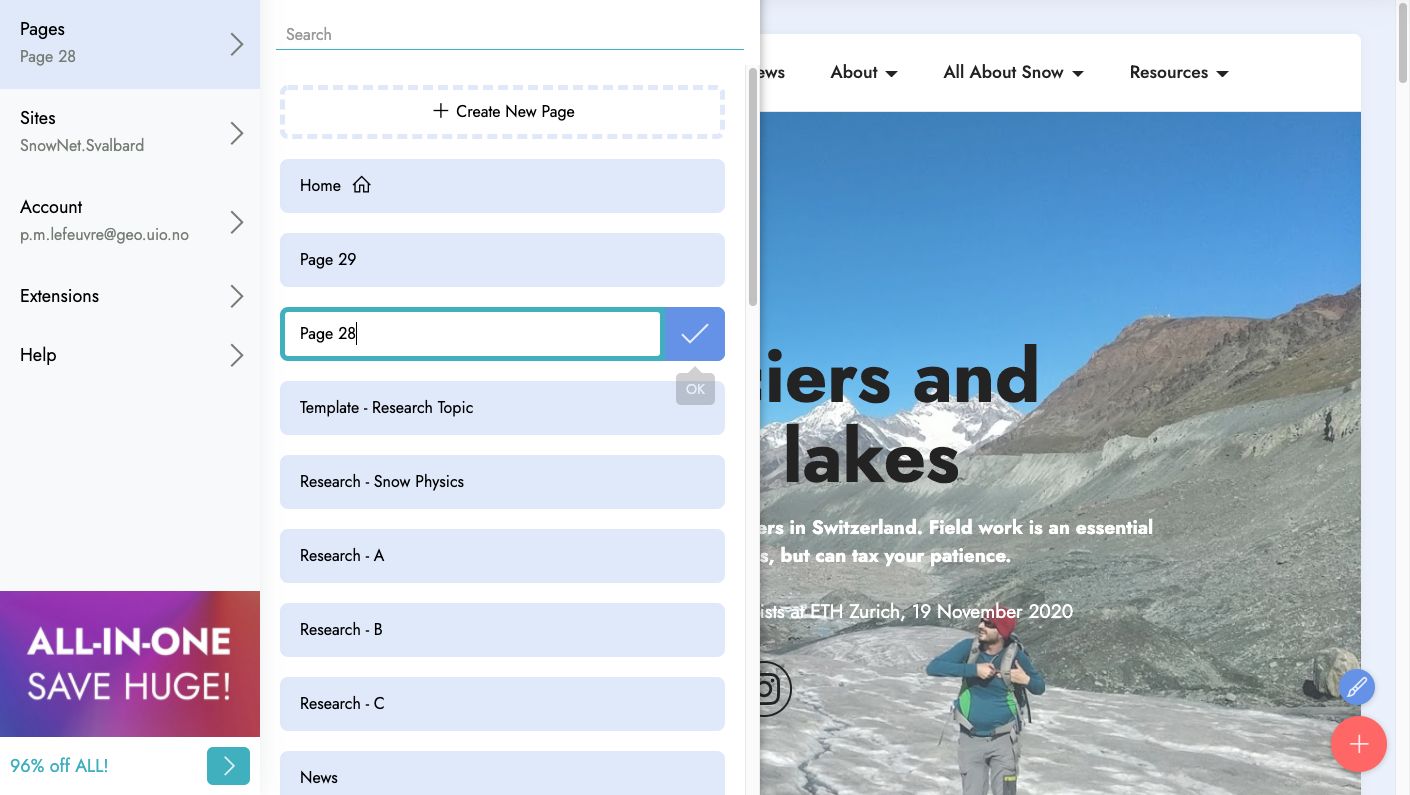 Pages
Page 28
Sites
SnowNet.Svalbard
Account
p.m.lefeuvre@geo.uio.no
Extensions
Help
ALL-IN-ONE
SAVE HUGE!
96% off ALL!
Search
+ Create New Page
Home
Page 29
Page 28
OK
Template - Research Topic
Research - Snow Physics
Research - A
Research - B
Research - C
News
ews
About
All About Snow
Resources
ciers and
lakes
ers in Switzerland. Field work is an essential
s, but can tax your patience.
ists at ETH Zurich, 19 November 2020